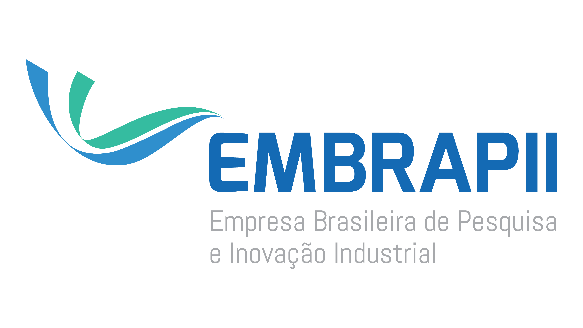 EMBRAPII
Empresa Brasileira de Pesquisa
e Inovação Industrial